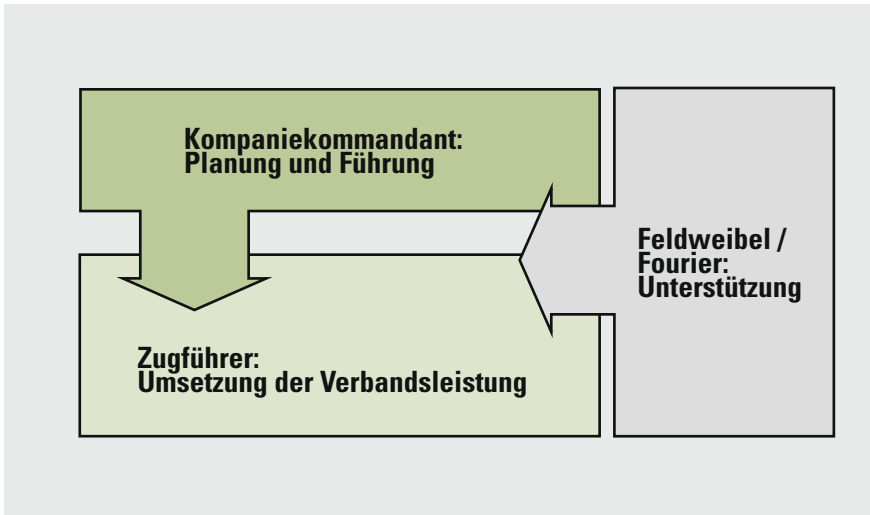 Kompaniekommandant:
Planung und Führung
Feldweibel /
Fourier:
Unterstützung
Zugführer:
Umsetzung der Verbandsleistung